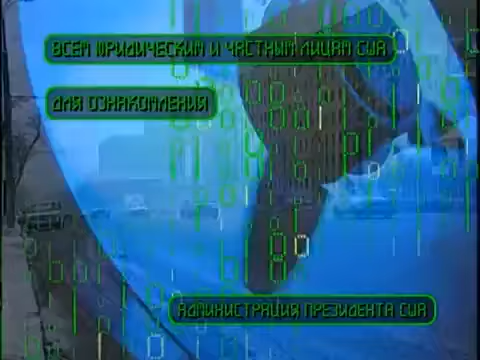 ВСЕМ ЮРИДИЧЕСКИМ И ЧАСТНЫМ ЛИЦАМ США
ДЛЯ ОЗНАКОМЛЕНИЯ
АДМИНИСТРАЦИЯ ПРЕЗИДЕНТА США